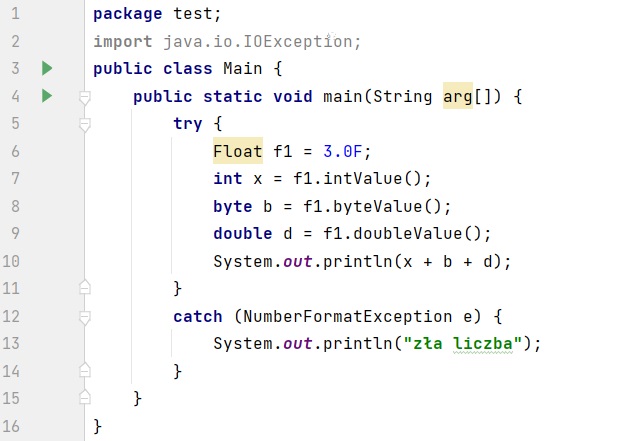 1 package test;
2 import java.io.IOException;
3 public class Main {
4 public static void main(String arg[]) {
5 try {
6 Float f1 = 3.0F;
7 int x = f1.intValue();
8 byte b = f1.byteValue();
9 double d = f1.doubleValue();
10 System.out.println(x + b + d);
11 }
12 catch (NumberFormatException e) {
13 System.out.println("zła liczba");
14 }
15 }
16 }